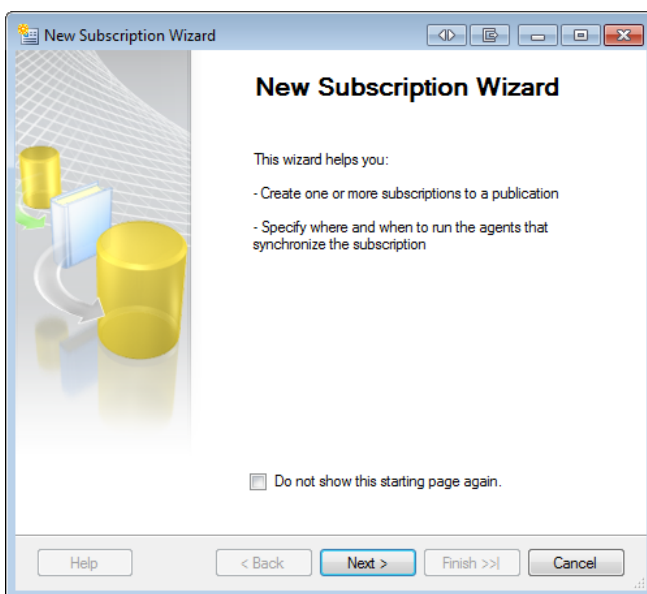 New Subscription Wizard
New Subscription Wizard
This wizard helps you:
- Create one or more subscriptions to a publication
- Specify where and when to run the agents that
synchronize the subscription
Do not show this starting page again.
Help
< Back
Next >
Finish >>|
Cancel